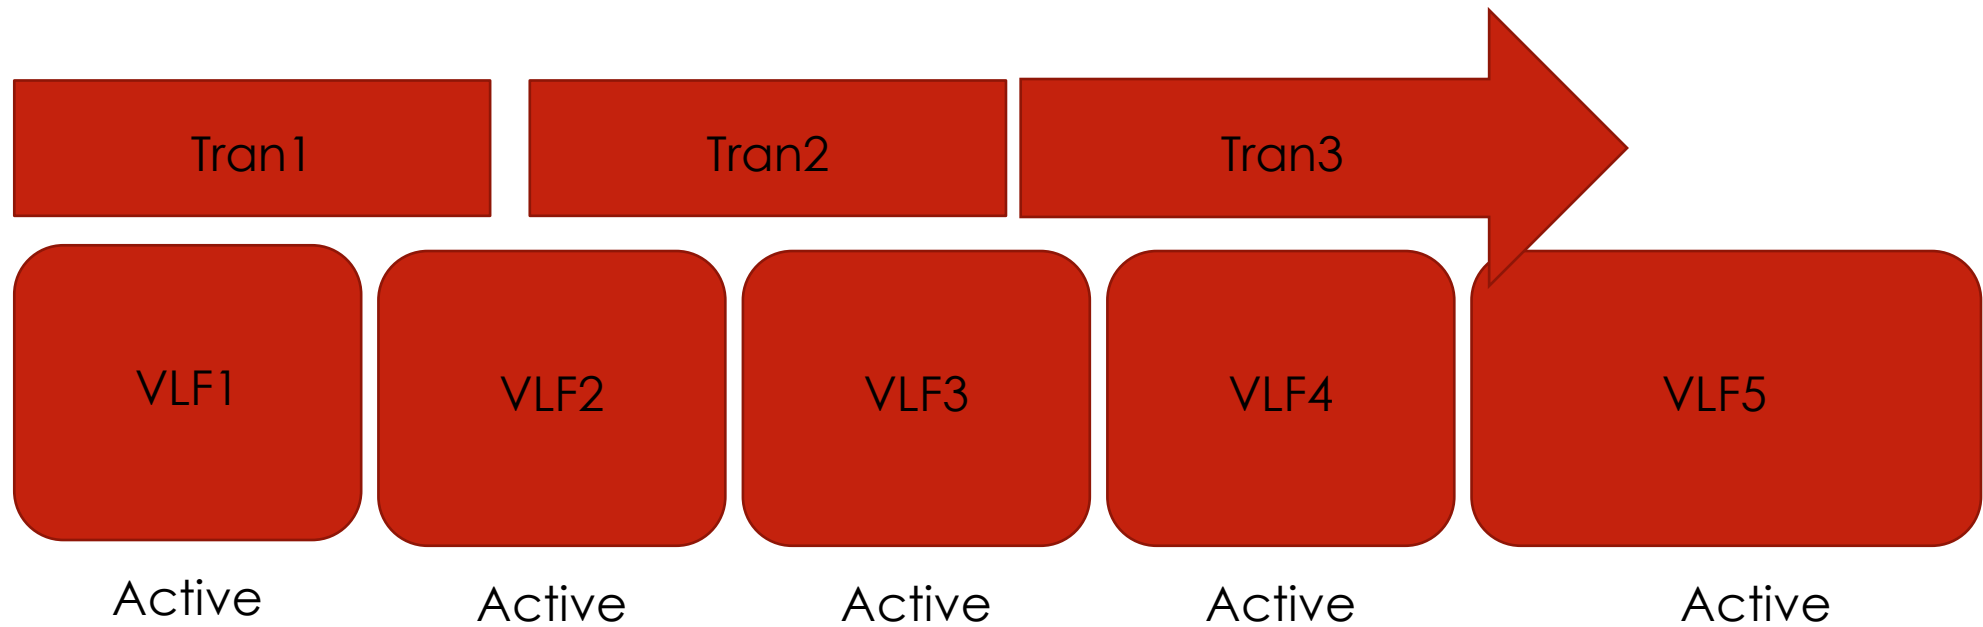 Tran1
Tran2
Tran3
VLF1
VLF2
VLF3
VLF4
VLF5
Active
Active
Active
Active
Active